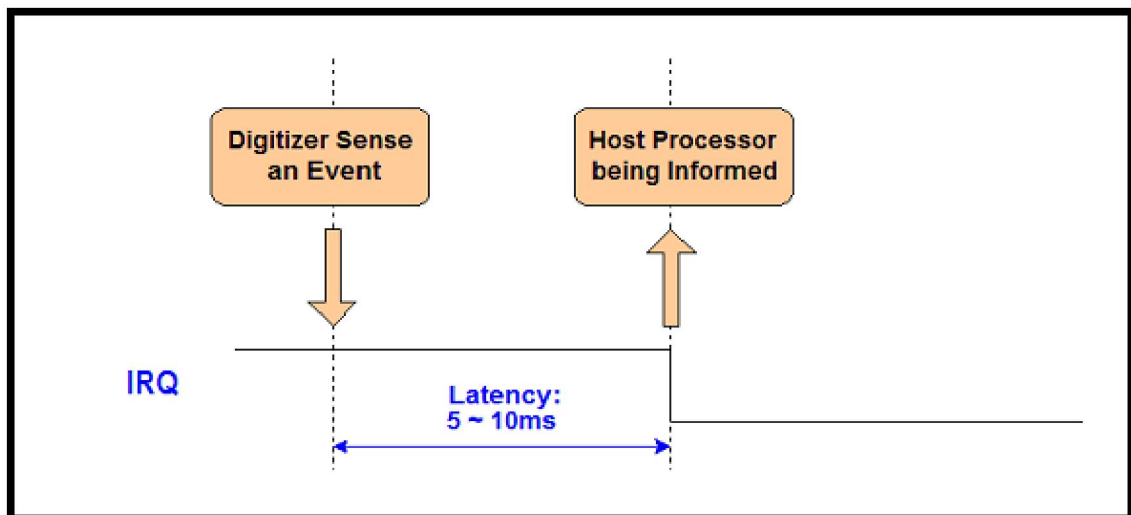 Digitizer Sense
an Event
Host Processor
being Informed
IRQ
Latency:
5 ~ 10ms